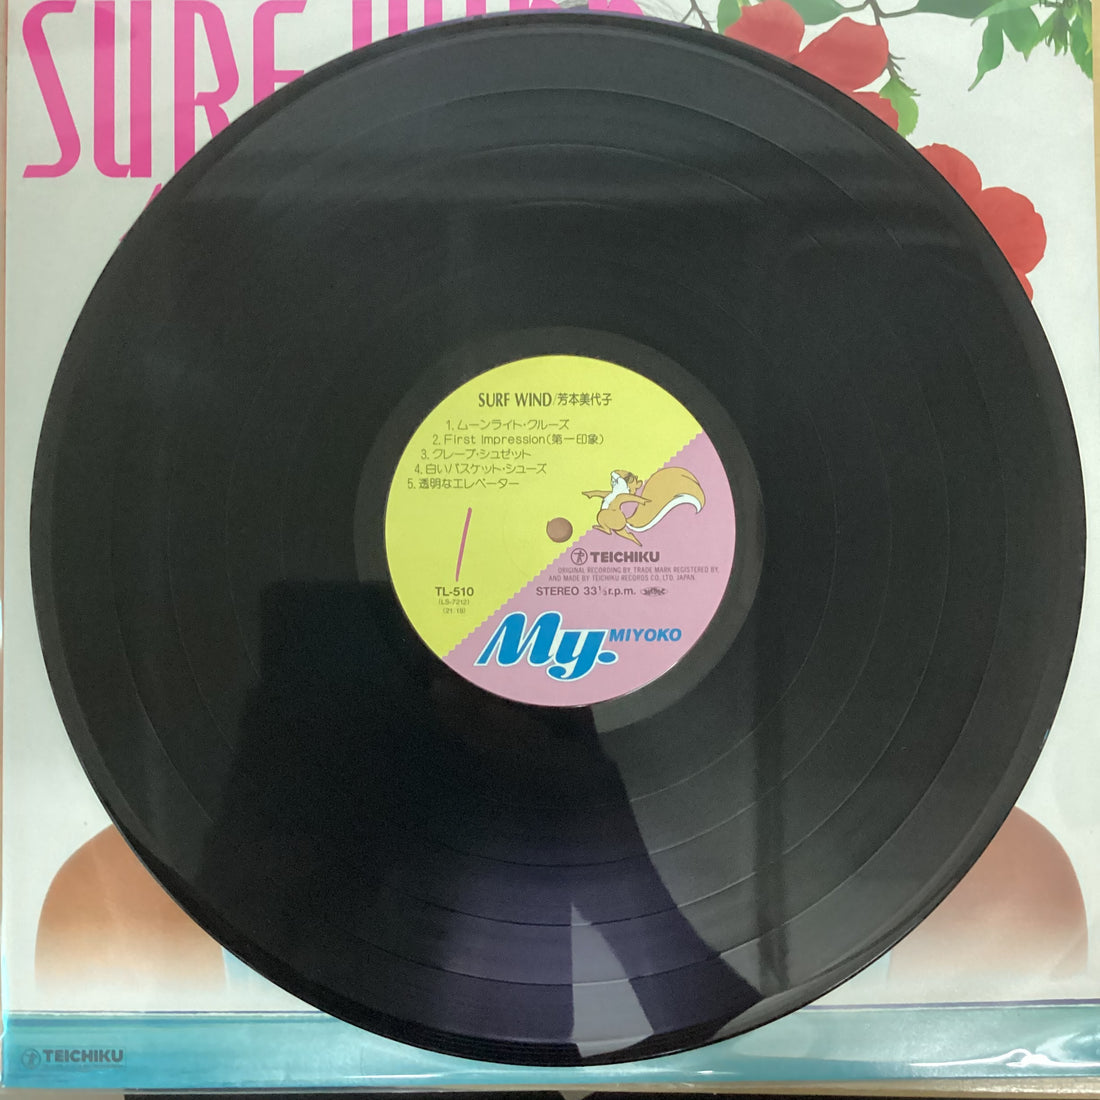 SURF
SURF WIND/芳本美代子
1.ムーンライト・クルーズ
2.First Impression(第一印象)
3.クレープ・シュゼット
4.白いバスケット・シューズ
5.透明なエレベーター
1
TEICHIKU
ORIGINAL RECORDING BY, TRADE MARK REGISTERED BY,
AND MADE BY TEICHIKU RECORDS CO., LTD. JAPAN.
TL-510
(LS-7212)
(21:18)
STEREO 33⅓r.p.m.
My.
MIYOKO
TEICHIKU